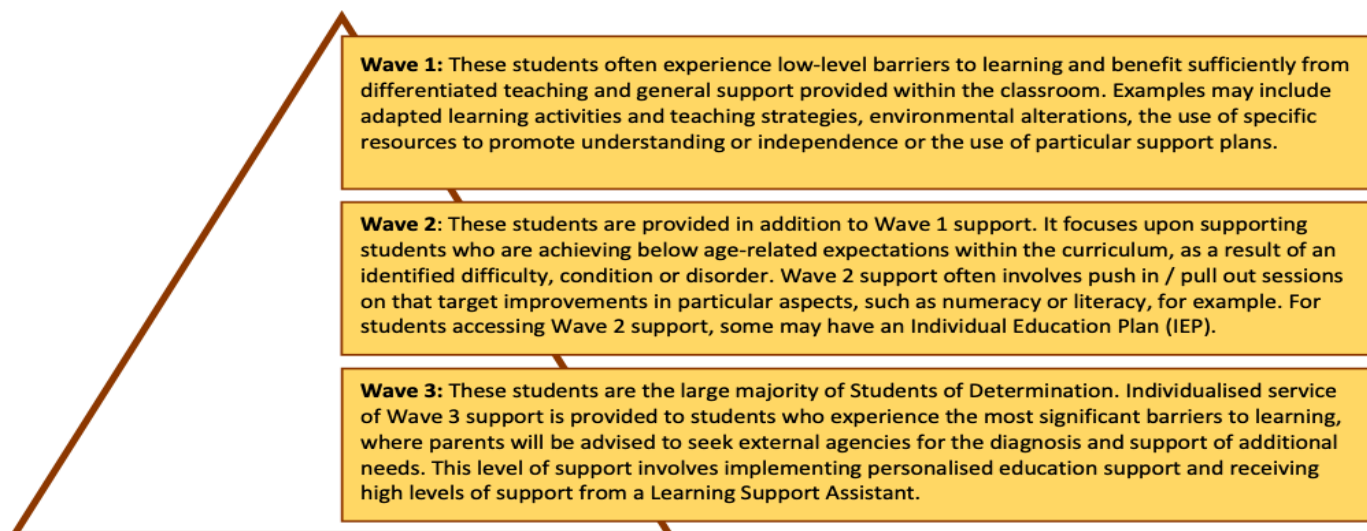 Wave 1: These students often experience low-level barriers to learning and benefit sufficiently from
differentiated teaching and general support provided within the classroom. Examples may include
adapted learning activities and teaching strategies, environmental alterations, the use of specific
resources to promote understanding or independence or the use of particular support plans.
Wave 2: These students are provided in addition to Wave 1 support. It focuses upon supporting
students who are achieving below age-related expectations within the curriculum, as a result of an
identified difficulty, condition or disorder. Wave 2 support often involves push in / pull out sessions
on that target improvements in particular aspects, such as numeracy or literacy, for example. For
students accessing Wave 2 support, some may have an Individual Education Plan (IEP).
Wave 3: These students are the large majority of Students of Determination. Individualised service
of Wave 3 support is provided to students who experience the most significant barriers to learning,
where parents will be advised to seek external agencies for the diagnosis and support of additional
needs. This level of support involves implementing personalised education support and receiving
high levels of support from a Learning Support Assistant.